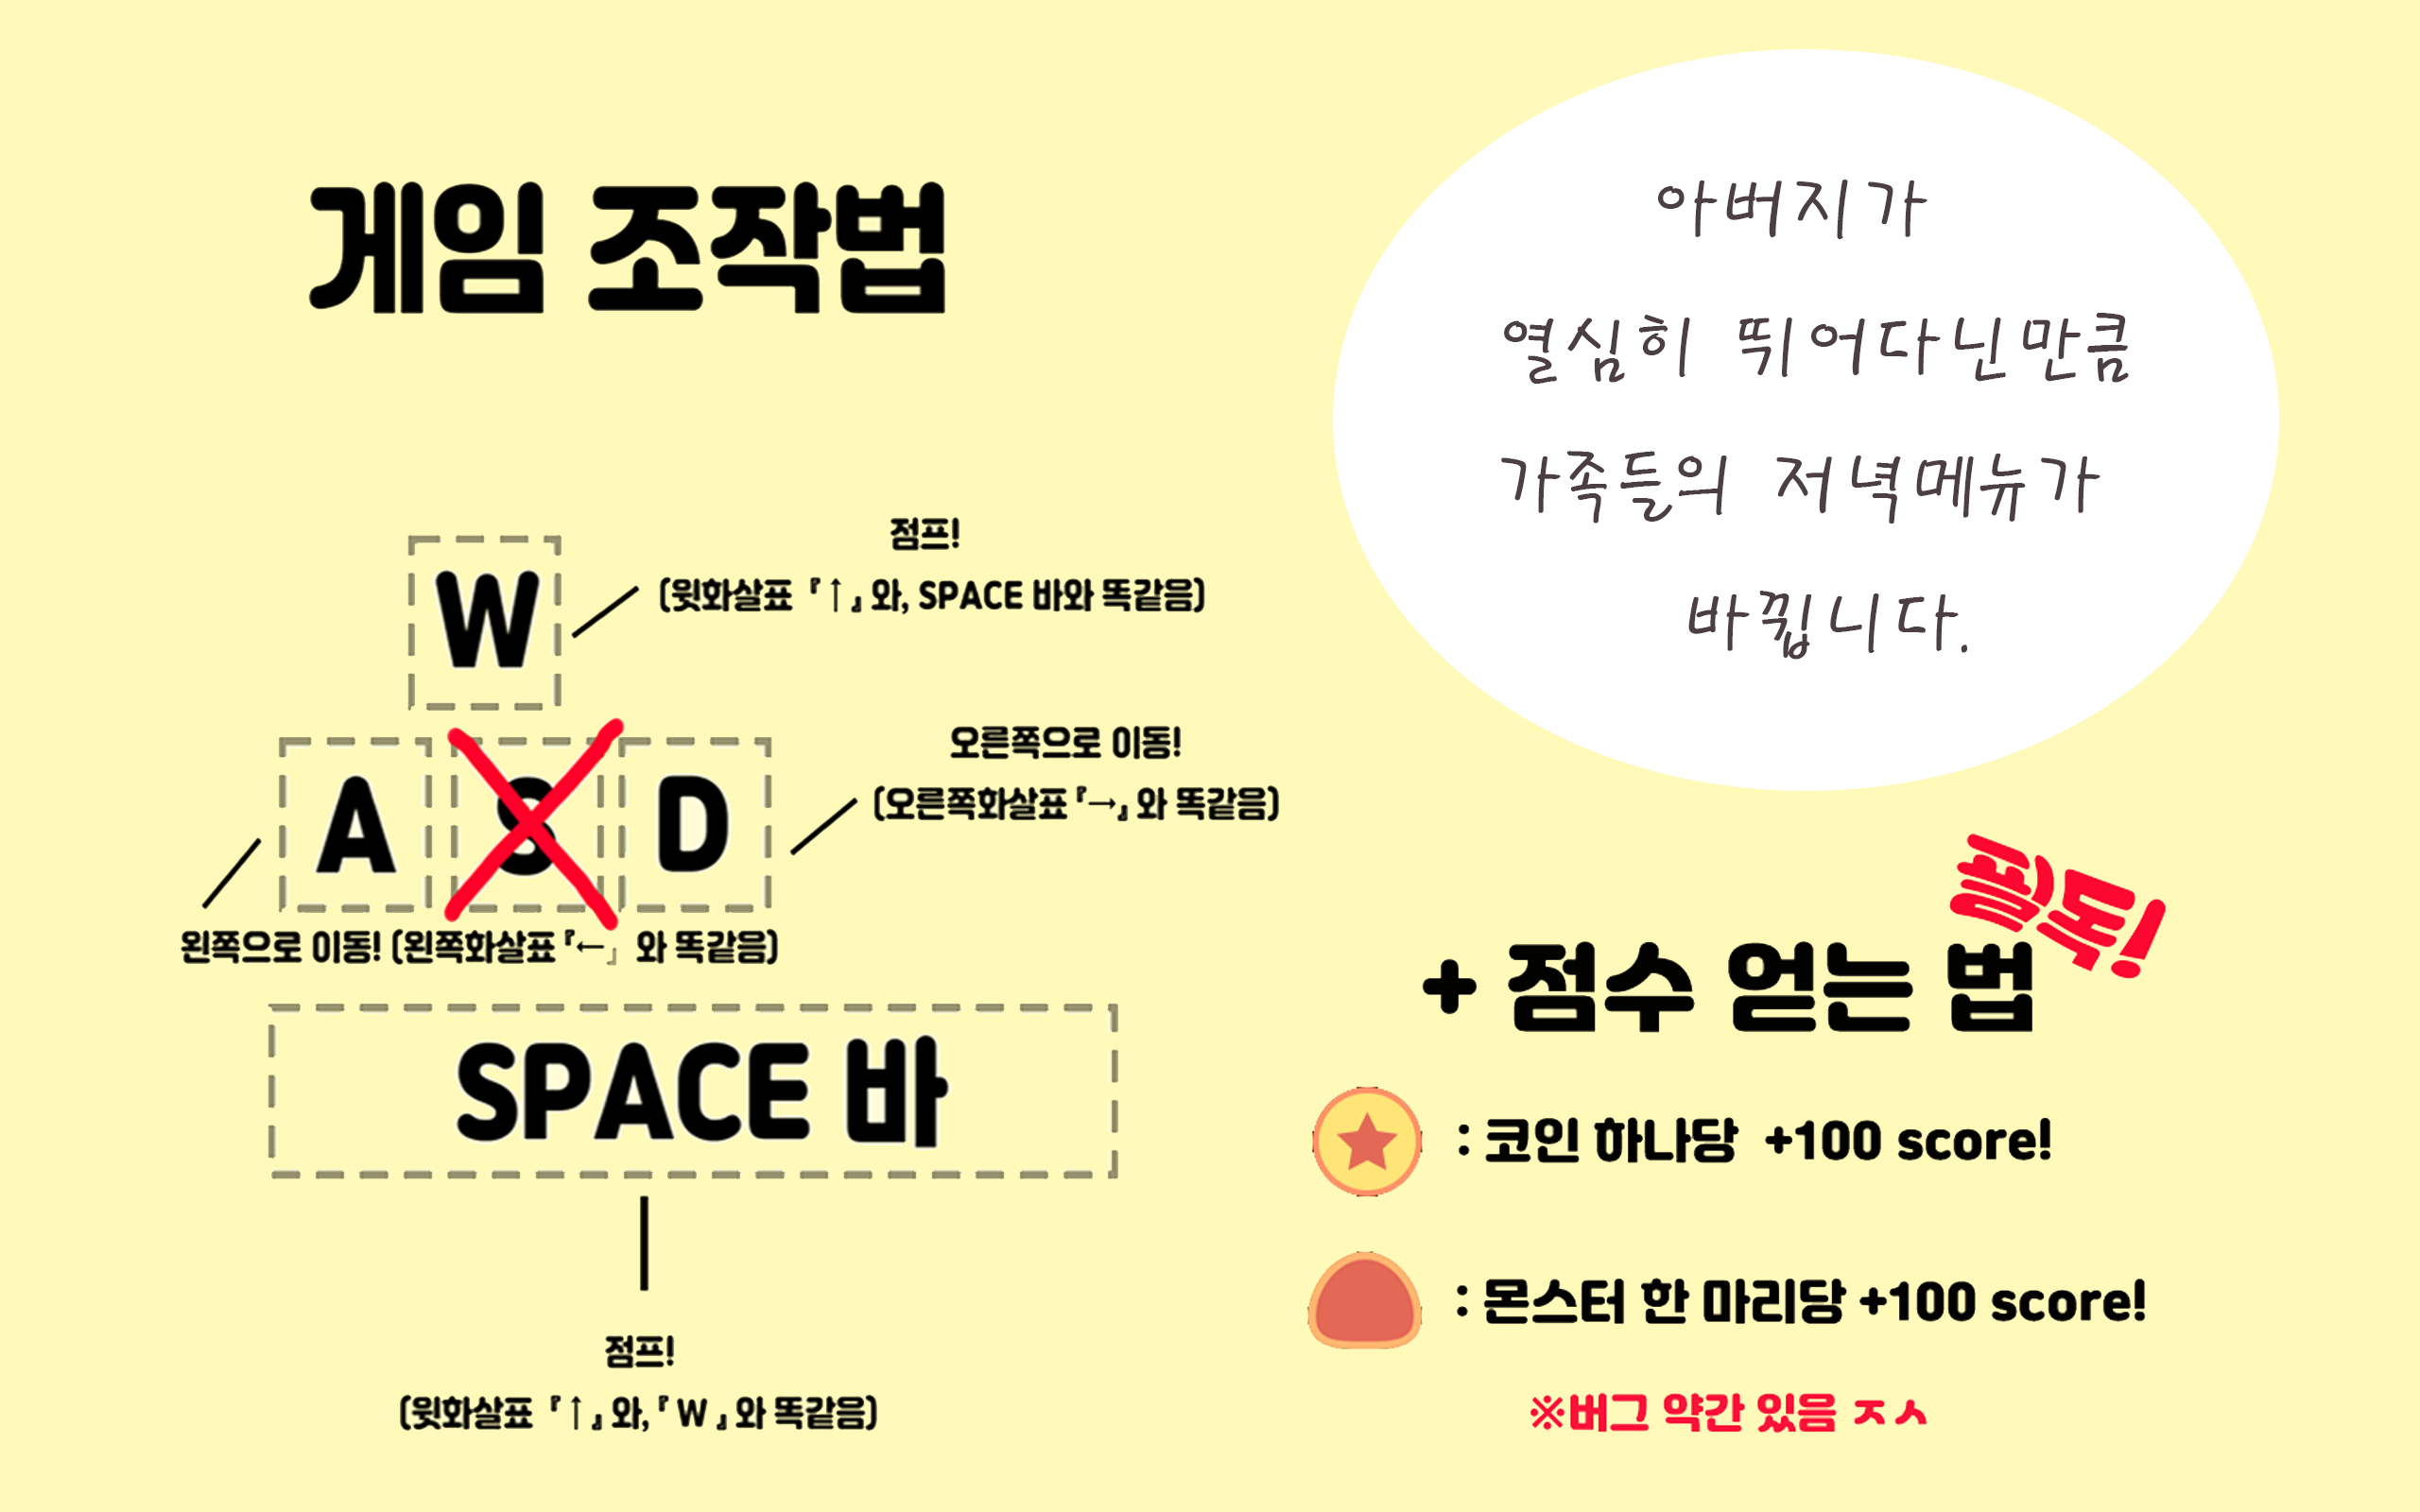 게임 조작법
W
점프!
(윗화살표『↑』와, SPACE 바와 똑같음)
A S D
오른쪽으로 이동!
(오른쪽화살표『→』와 똑같음)
왼쪽으로 이동! (왼쪽화살표『←』 와 똑같음)
SPACE 바
점프!
(윗화살표『↑』와,『W』와 똑같음)
아버지가
열심히 뛰어다닌만큼
가족들의 저녁메뉴가
바뀝니다.
필독!
+ 점수 얻는 법
: 코인 하나당 +100 score!
: 몬스터 한 마리당 +100 score!
※버그 약간 있음 ㅈㅅ